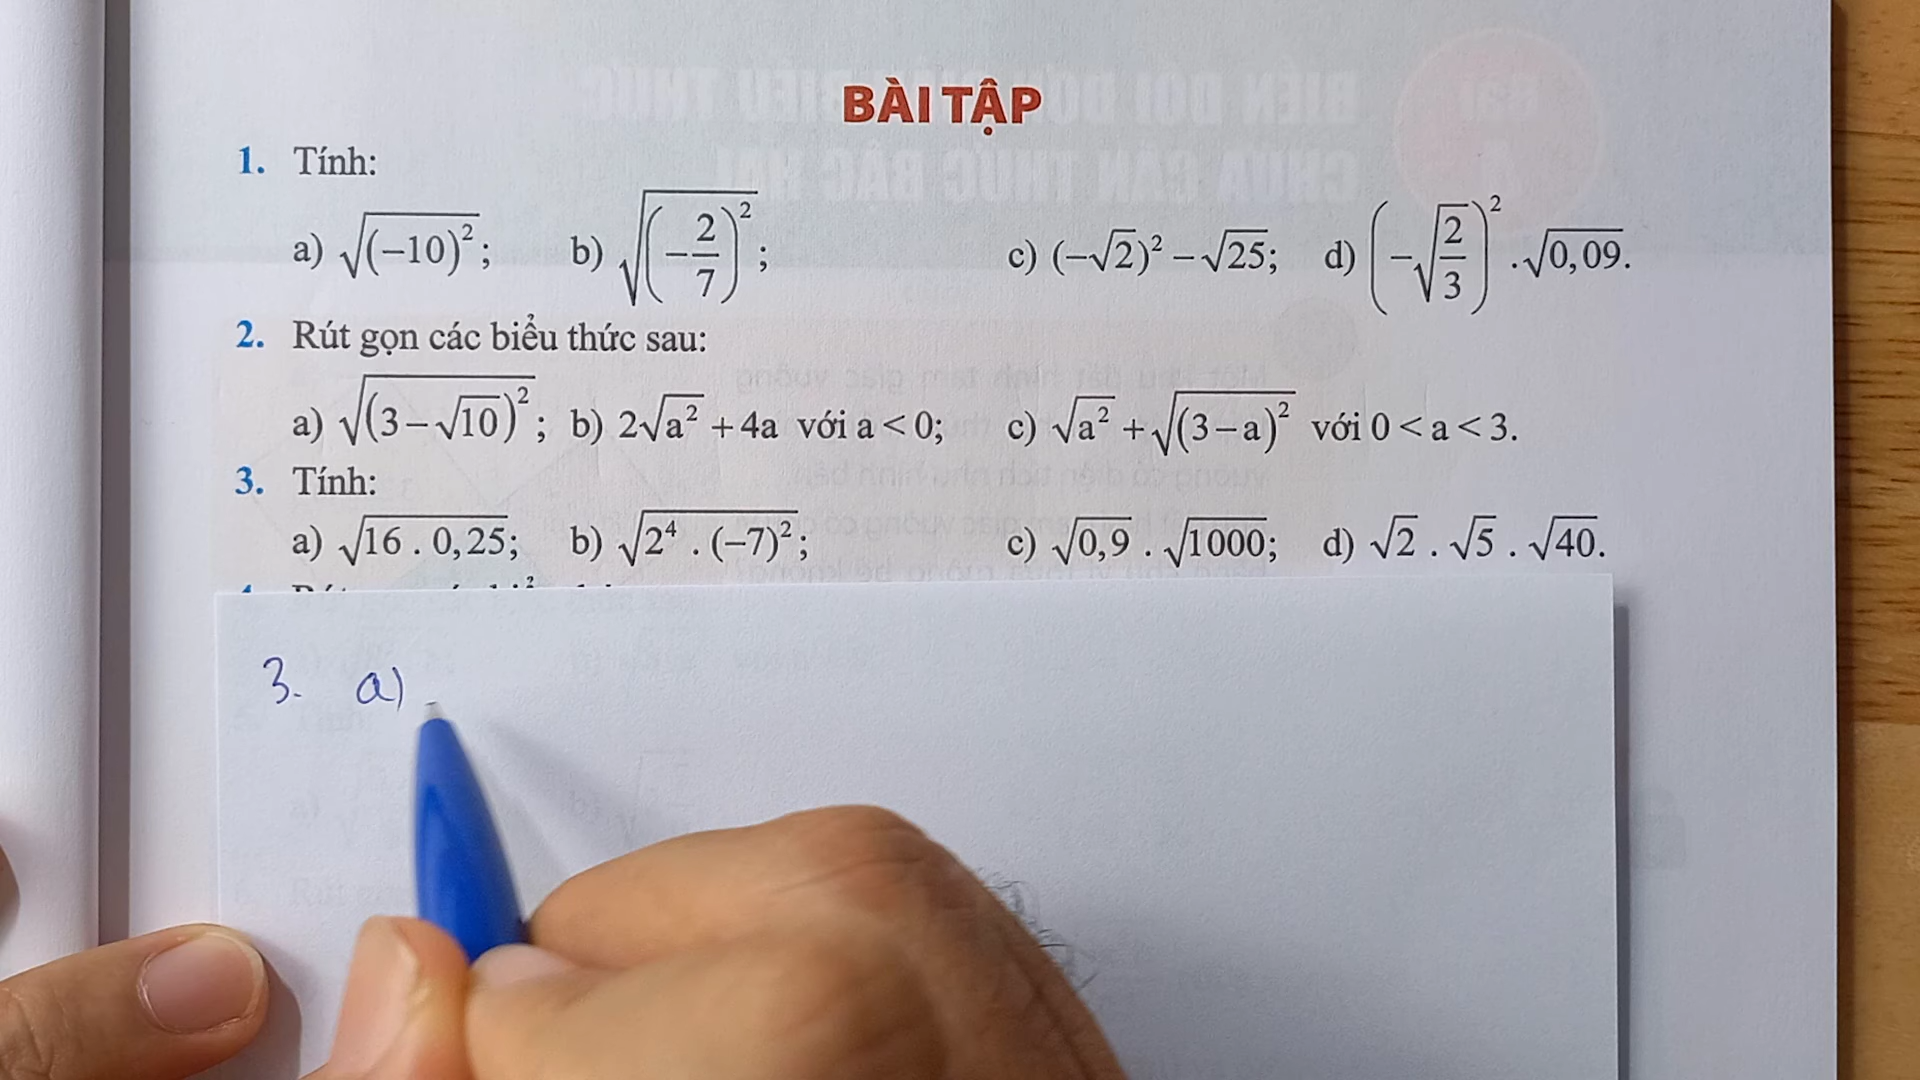 BÀI TẬP
1. Tính:
a) √(−10)²; b) √(−2/7)²; c) (−√2)² − √25; d) (−√(2/3))² . √0,09.
2. Rút gọn các biểu thức sau:
a) √(3−√10)²; b) 2√a² + 4a với a < 0; c) √a² + √(3−a)² với 0 < a < 3.
3. Tính:
a) √16 . 0,25; b) √2⁴ . (−7)²; c) √0,9 . √1000; d) √2 . √5 . √40.
3. a)